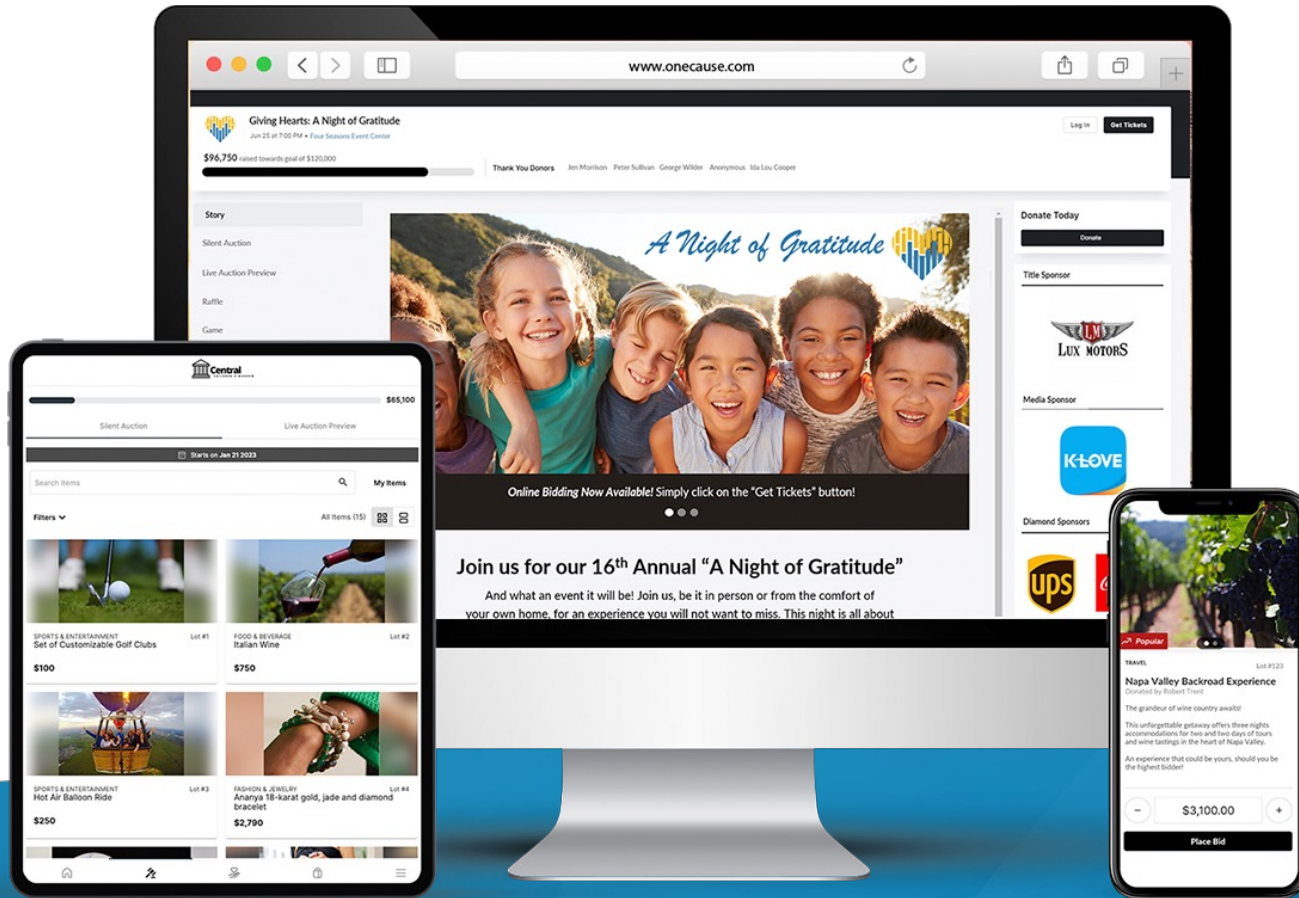 www.onecause.com
Giving Hearts: A Night of Gratitude
Jun 25 at 7:00 PM • Four Seasons Event Center
Log In
Get Tickets
$96,750 raised towards goal of $120,000
Thank You Donors Jen Morrison Peter Sullivan George Wilder Anonymous Ida Lou Cooper
Story
Silent Auction
Live Auction Preview
Raffle
Game
A Night of Gratitude
Online Bidding Now Available! Simply click on the "Get Tickets" button!
Join us for our 16th Annual "A Night of Gratitude"
And what an event it will be! Join us, be it in person or from the comfort of
your own home, for an experience you will not want to miss. This night is all about
Donate Today
Donate
Title Sponsor
LM
LUX MOTORS
Media Sponsor
K-LOVE
Diamond Sponsors
ups
Central
$65,100
Silent Auction
Live Auction Preview
Starts on Jan 21 2023
Search Items
My Items
Filters
All Items (15)
SPORTS & ENTERTAINMENT Lot #1
Set of Customizable Golf Clubs
$100
FOOD & BEVERAGE Lot #2
Italian Wine
$750
SPORTS & ENTERTAINMENT Lot #3
Hot Air Balloon Ride
$250
FASHION & JEWELRY Lot #4
Ananya 18-karat gold, jade and diamond
bracelet
$2,790
Popular
TRAVEL Lot #123
Napa Valley Backroad Experience
Donated by Robert Trent
The grandeur of wine country awaits!
This unforgettable getaway offers three nights
accommodations for two and two days of tours
and wine tastings in the heart of Napa Valley.
An experience that could be yours, should you be
the highest bidder!
- $3,100.00 +
Place Bid